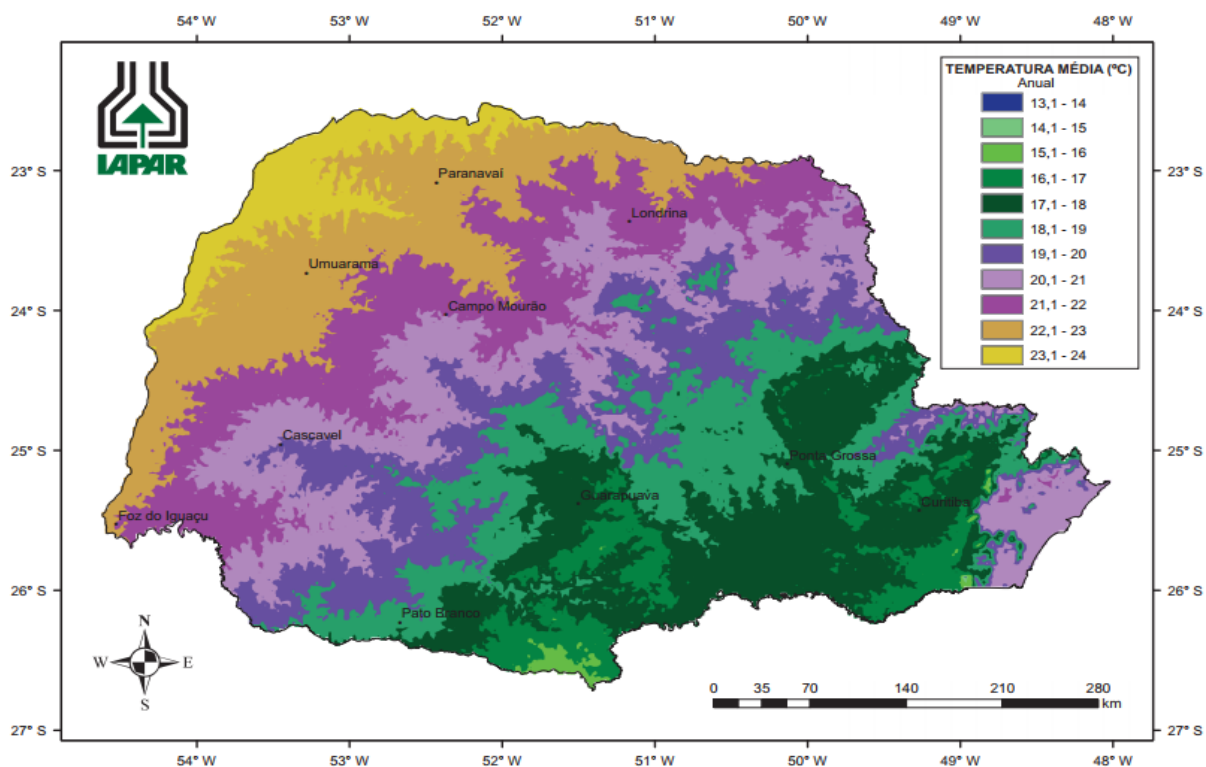 54° W 53° W 52° W 51° W 50° W 49° W 48° W
IAPAR
TEMPERATURA MÉDIA (ºC)
Anual
13,1 - 14
14,1 - 15
15,1 - 16
16,1 - 17
17,1 - 18
18,1 - 19
19,1 - 20
20,1 - 21
21,1 - 22
22,1 - 23
23,1 - 24
23° S 23° S
Paranavaí
Londrina
Umuarama
24° S 24° S
Campo Mourão
Cascavel
25° S 25° S
Ponta Grossa
Guarapuava
Curitiba
Foz do Iguaçu
26° S 26° S
Pato Branco
N
W E
S
0 35 70 140 210 280
km
27° S 27° S
54° W 53° W 52° W 51° W 50° W 49° W 48° W